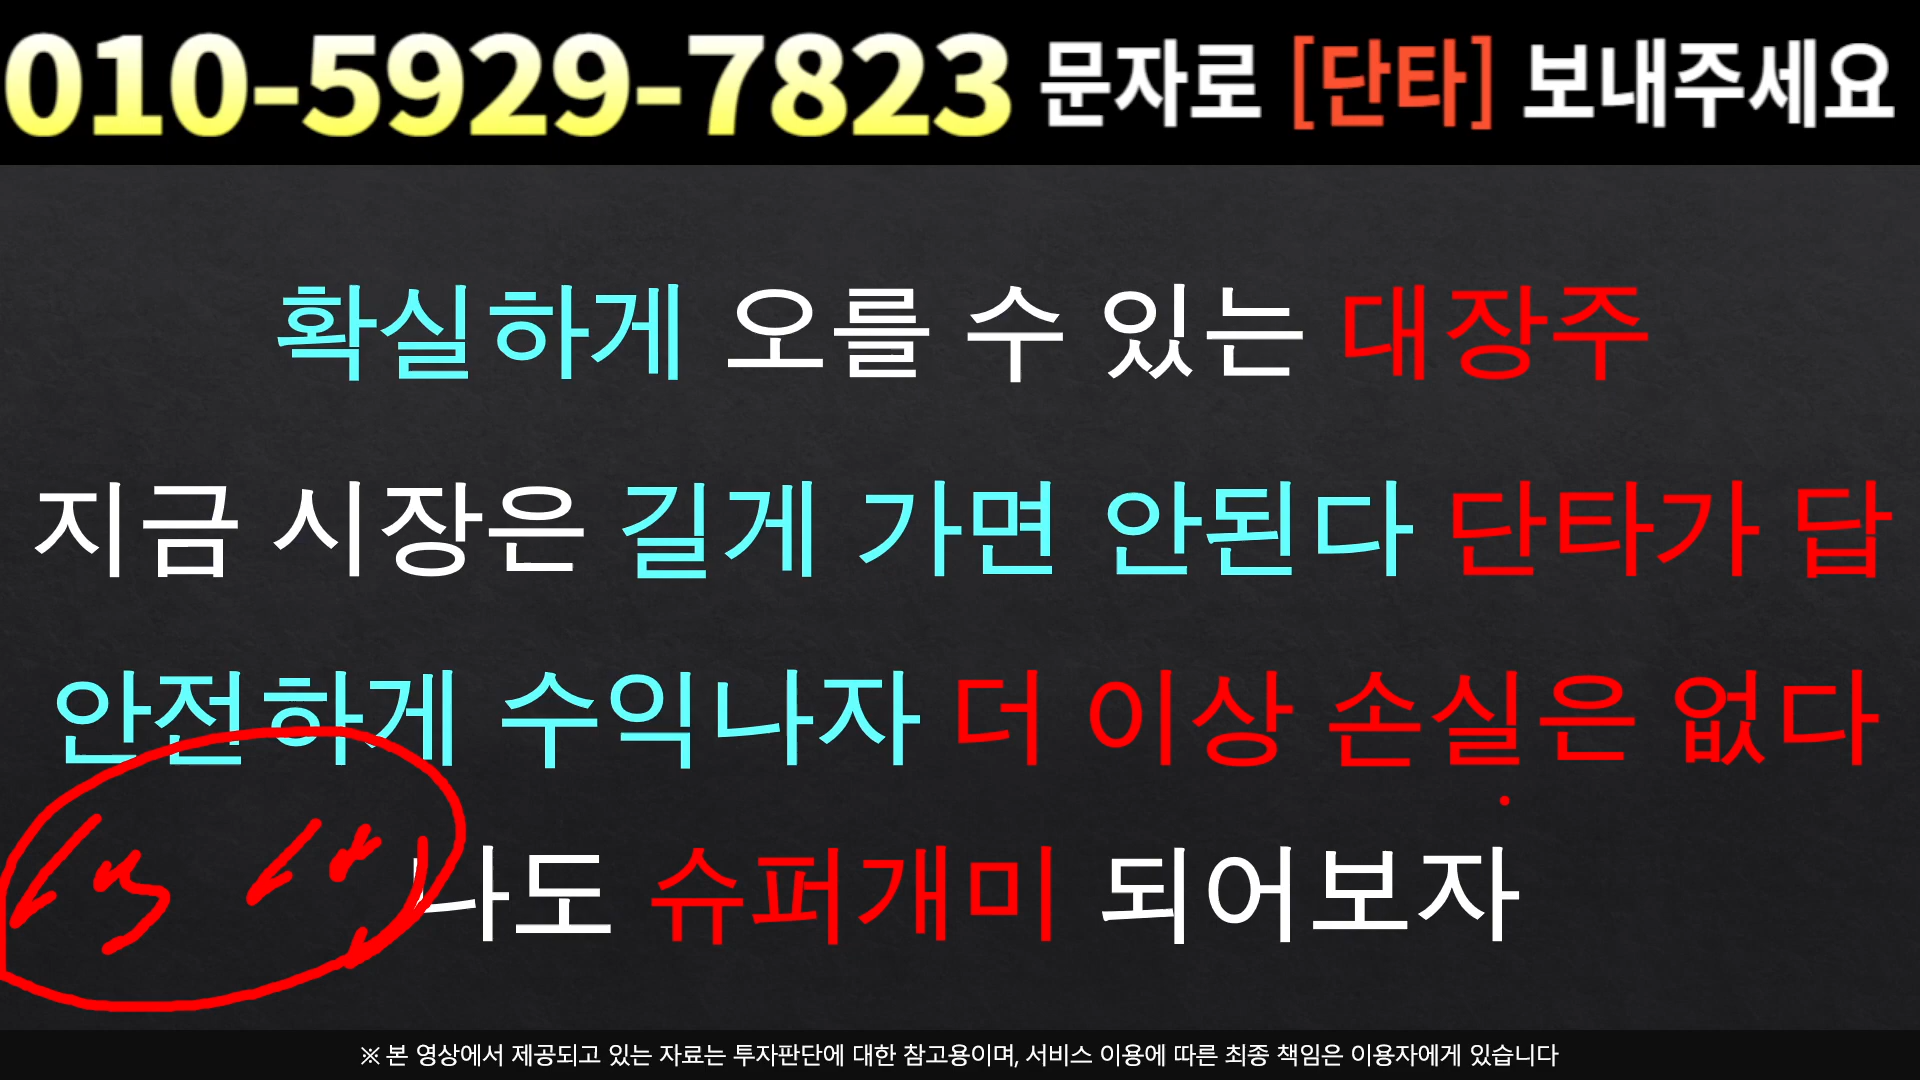 010-5929-7823 문자로 [단타] 보내주세요
확실하게 오를 수 있는 대장주
지금 시장은 길게 가면 안된다 단타가 답
안전하게 수익나자 더 이상 손실은 없다
나도 슈퍼개미 되어보자
※ 본 영상에서 제공되고 있는 자료는 투자판단에 대한 참고용이며, 서비스 이용에 따른 최종 책임은 이용자에게 있습니다